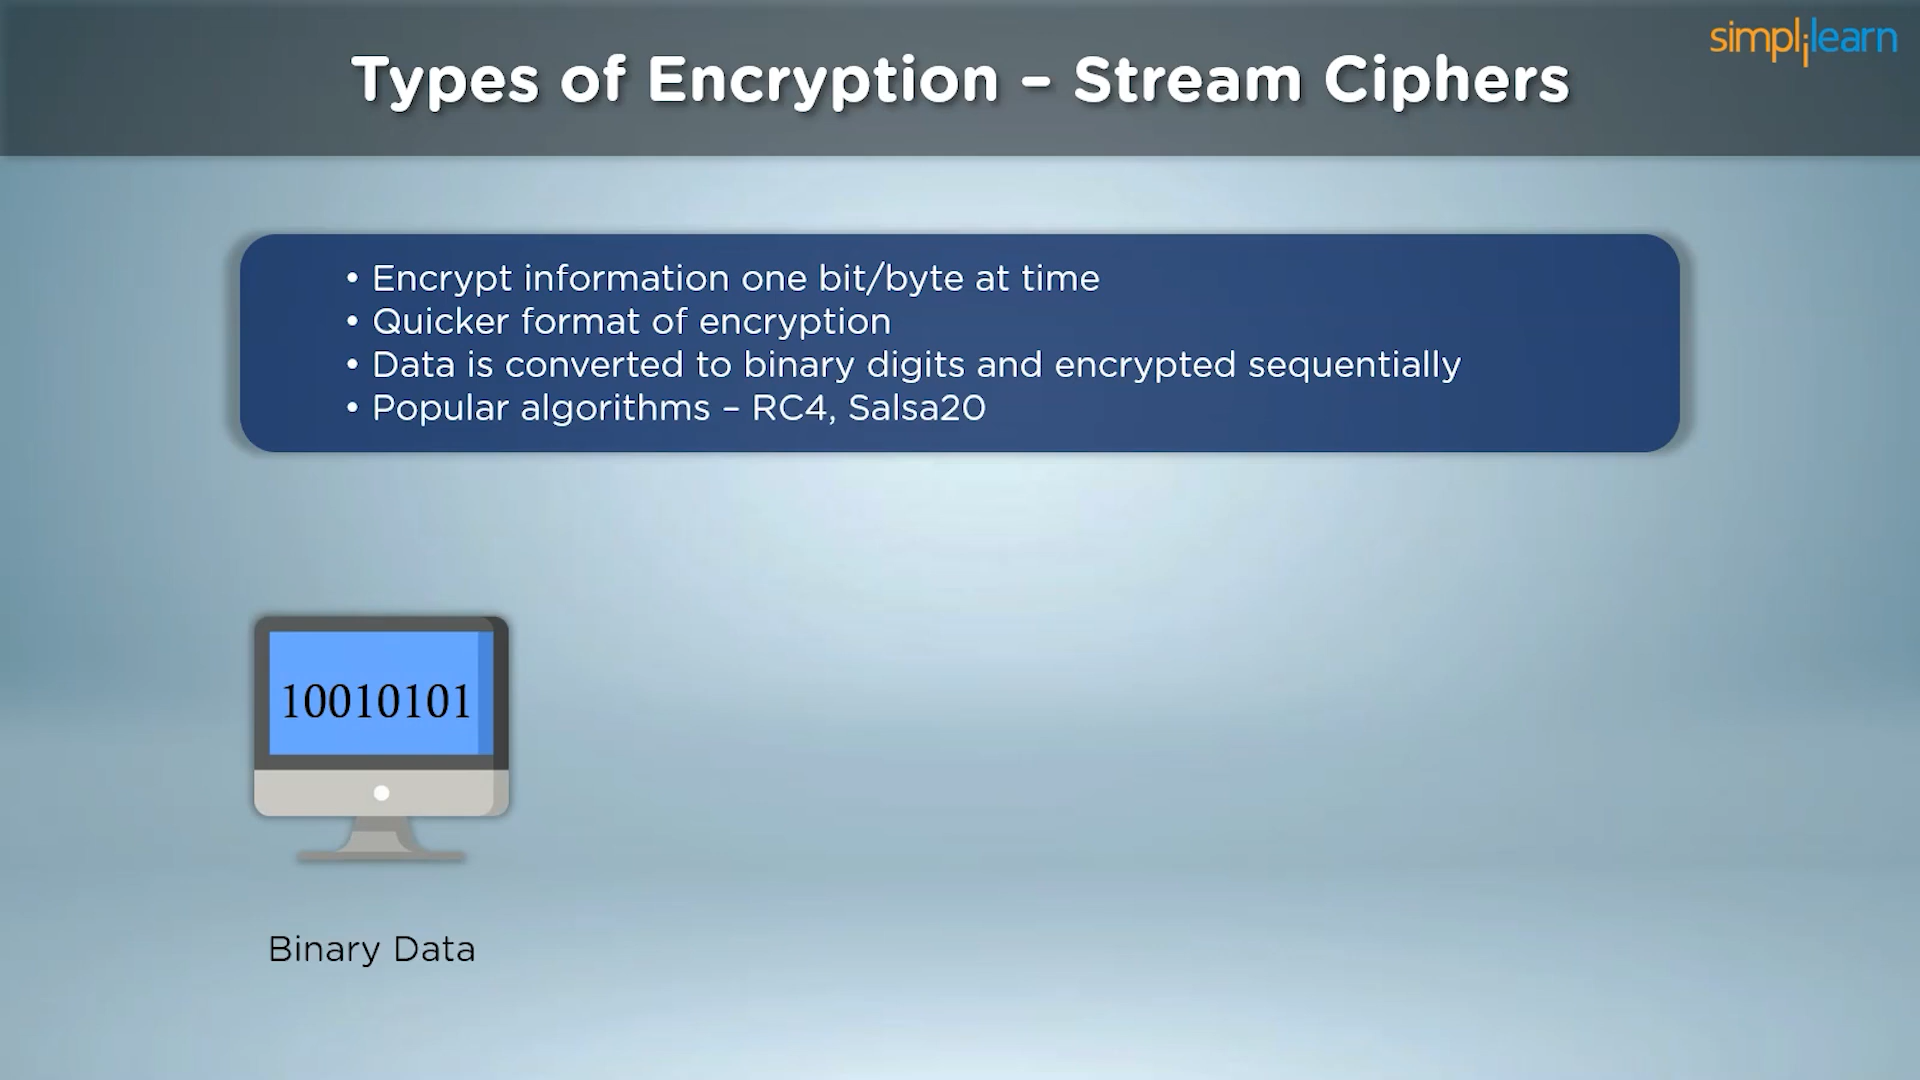 simplilearn
Types of Encryption – Stream Ciphers
• Encrypt information one bit/byte at time
• Quicker format of encryption
• Data is converted to binary digits and encrypted sequentially
• Popular algorithms – RC4, Salsa20
10010101
Binary Data